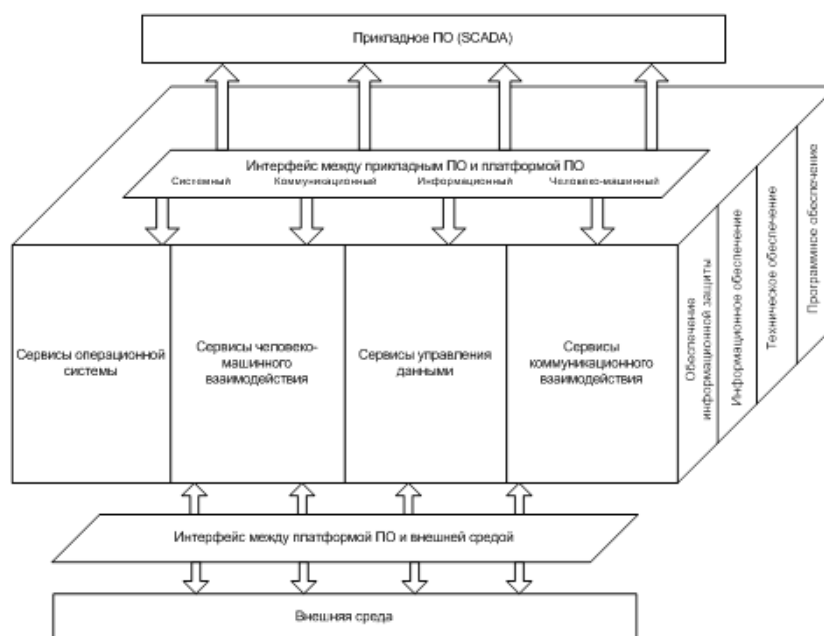 Прикладное ПО (SCADA)
Интерфейс между прикладным ПО и платформой ПО
Системный Коммуникационный Информационный Человеко-машинный
Сервисы операционной
системы
Сервисы человеко-
машинного
взаимодействия
Сервисы управления
данными
Сервисы
коммуникационного
взаимодействия
Обеспечение
информационной защиты
Информационное обеспечение
Техническое обеспечение
Программное обеспечение
Интерфейс между платформой ПО и внешней средой
Внешняя среда